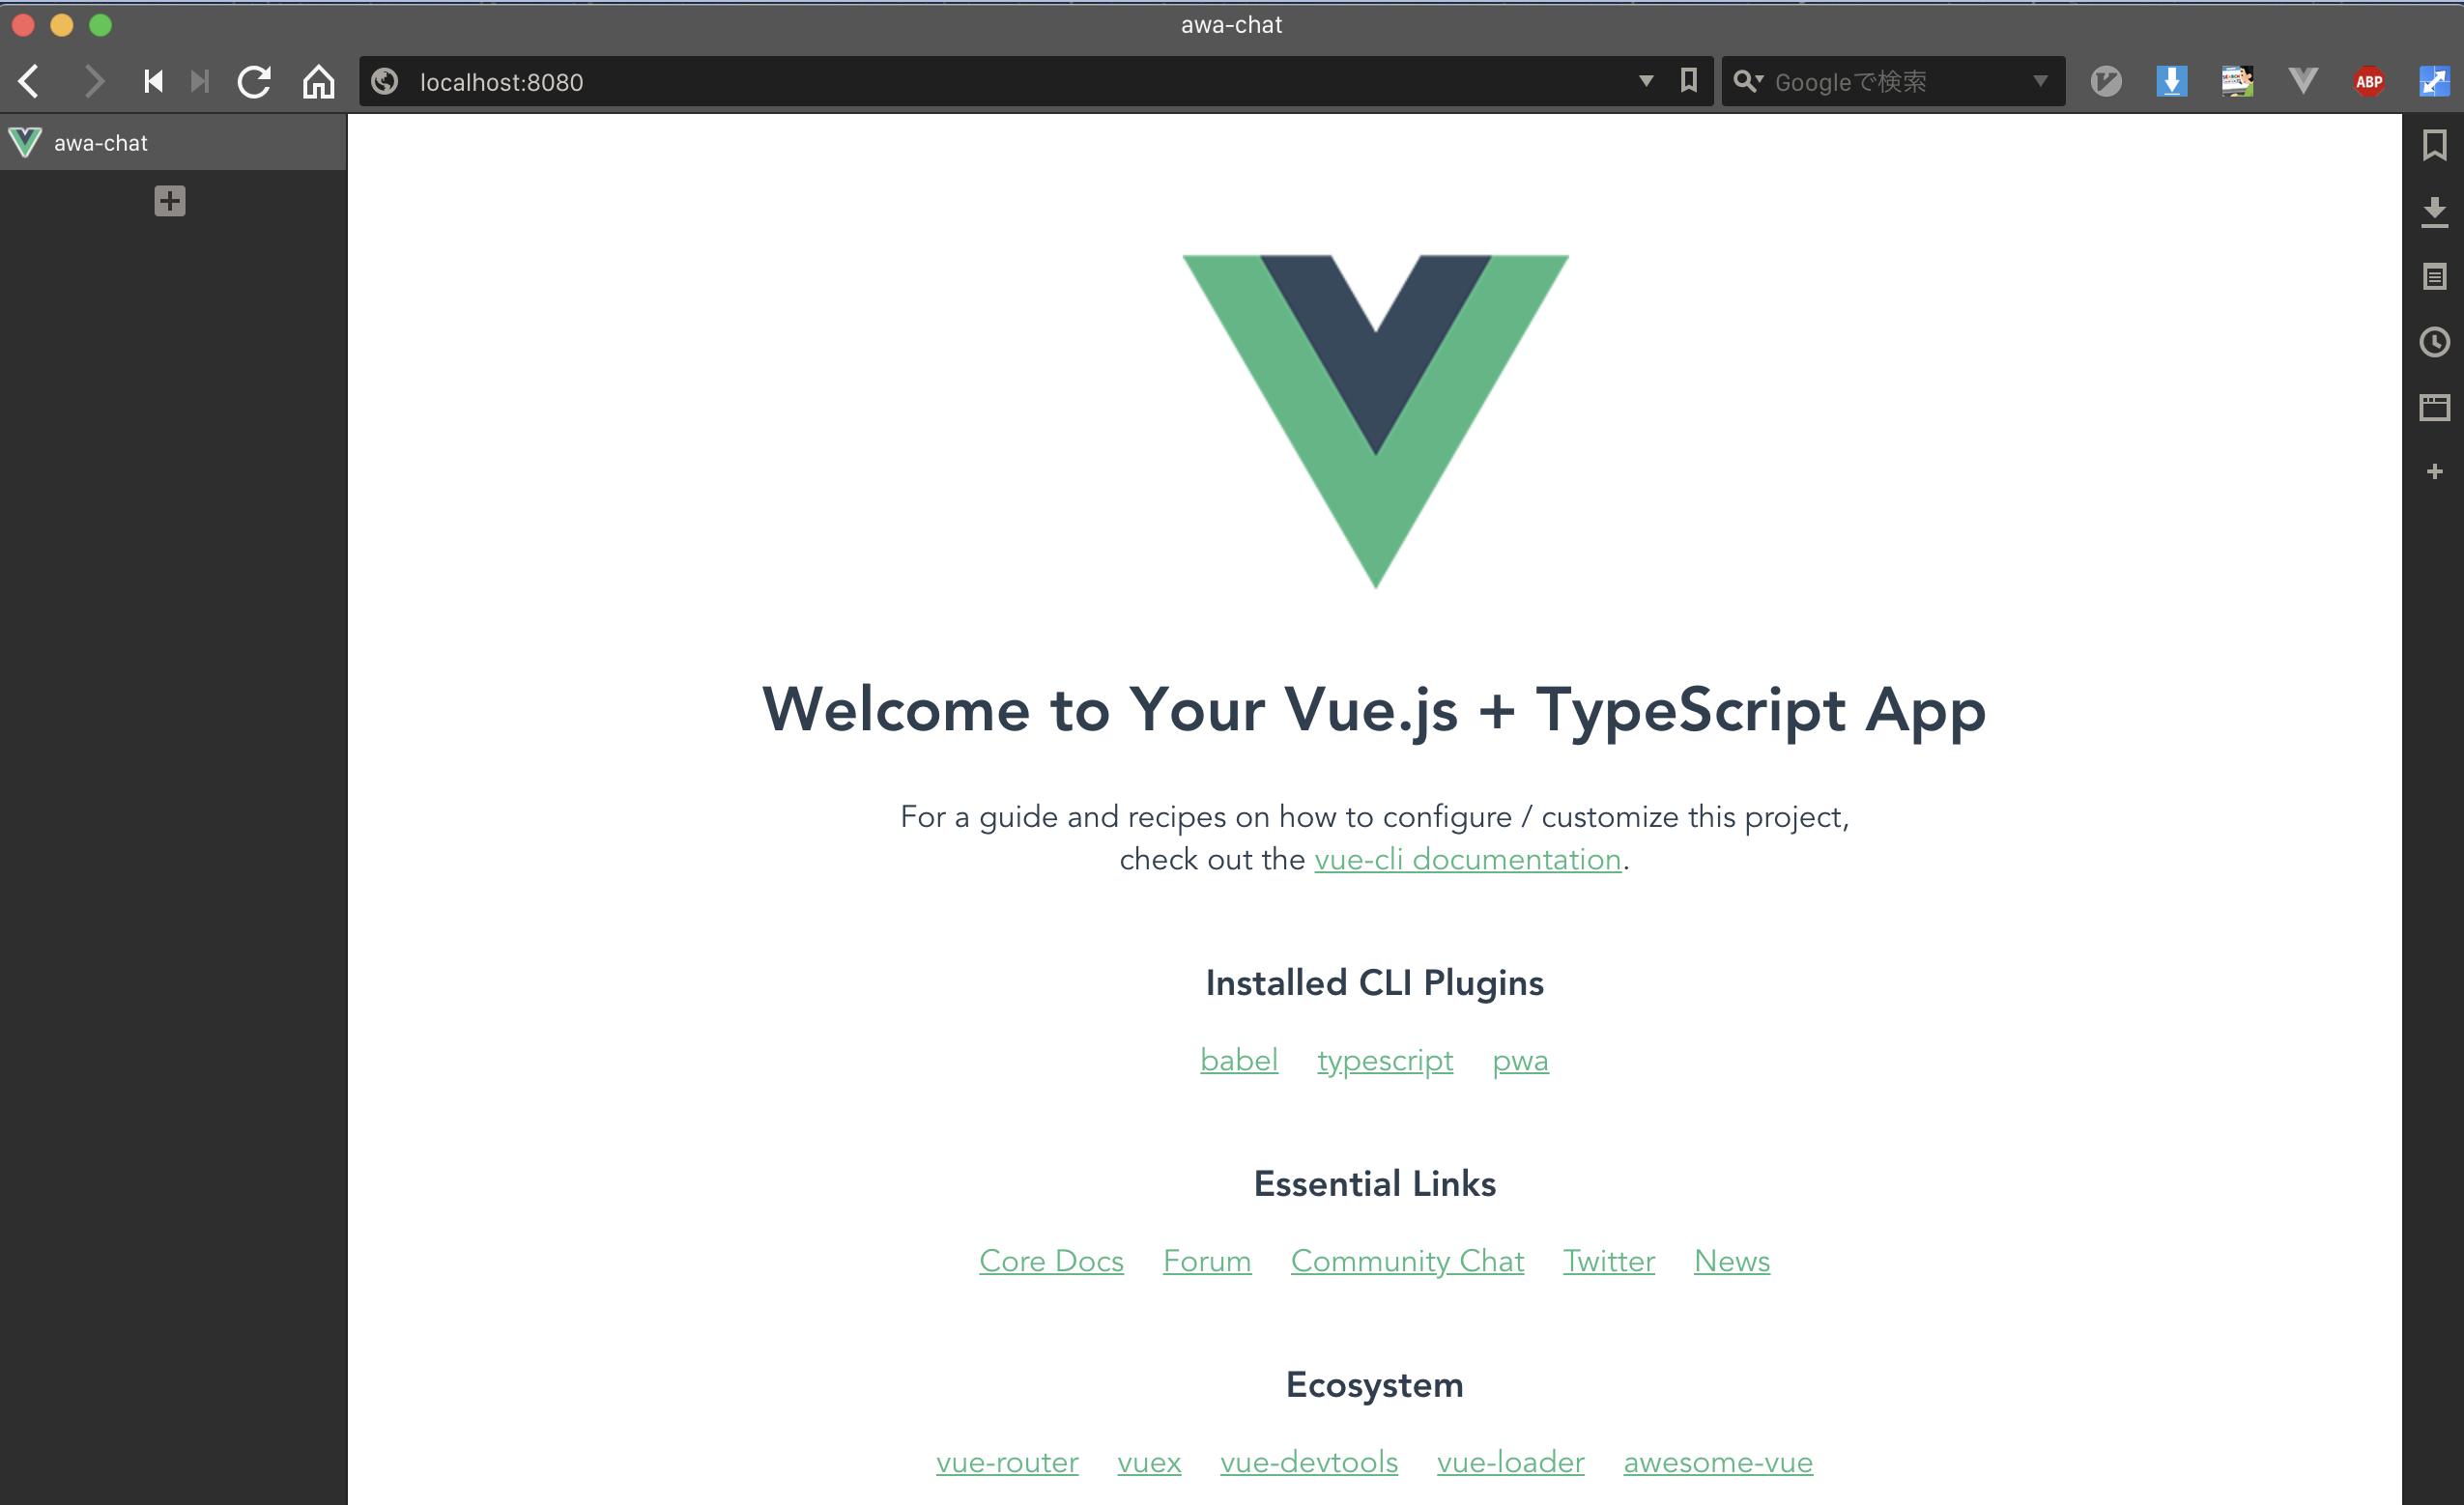 awa-chat
localhost:8080
Googleで検索
ABP
awa-chat
Welcome to Your Vue.js + TypeScript App
For a guide and recipes on how to configure / customize this project,
check out the vue-cli documentation.
Installed CLI Plugins
babel typescript pwa
Essential Links
Core Docs Forum Community Chat Twitter News
Ecosystem
vue-router vuex vue-devtools vue-loader awesome-vue